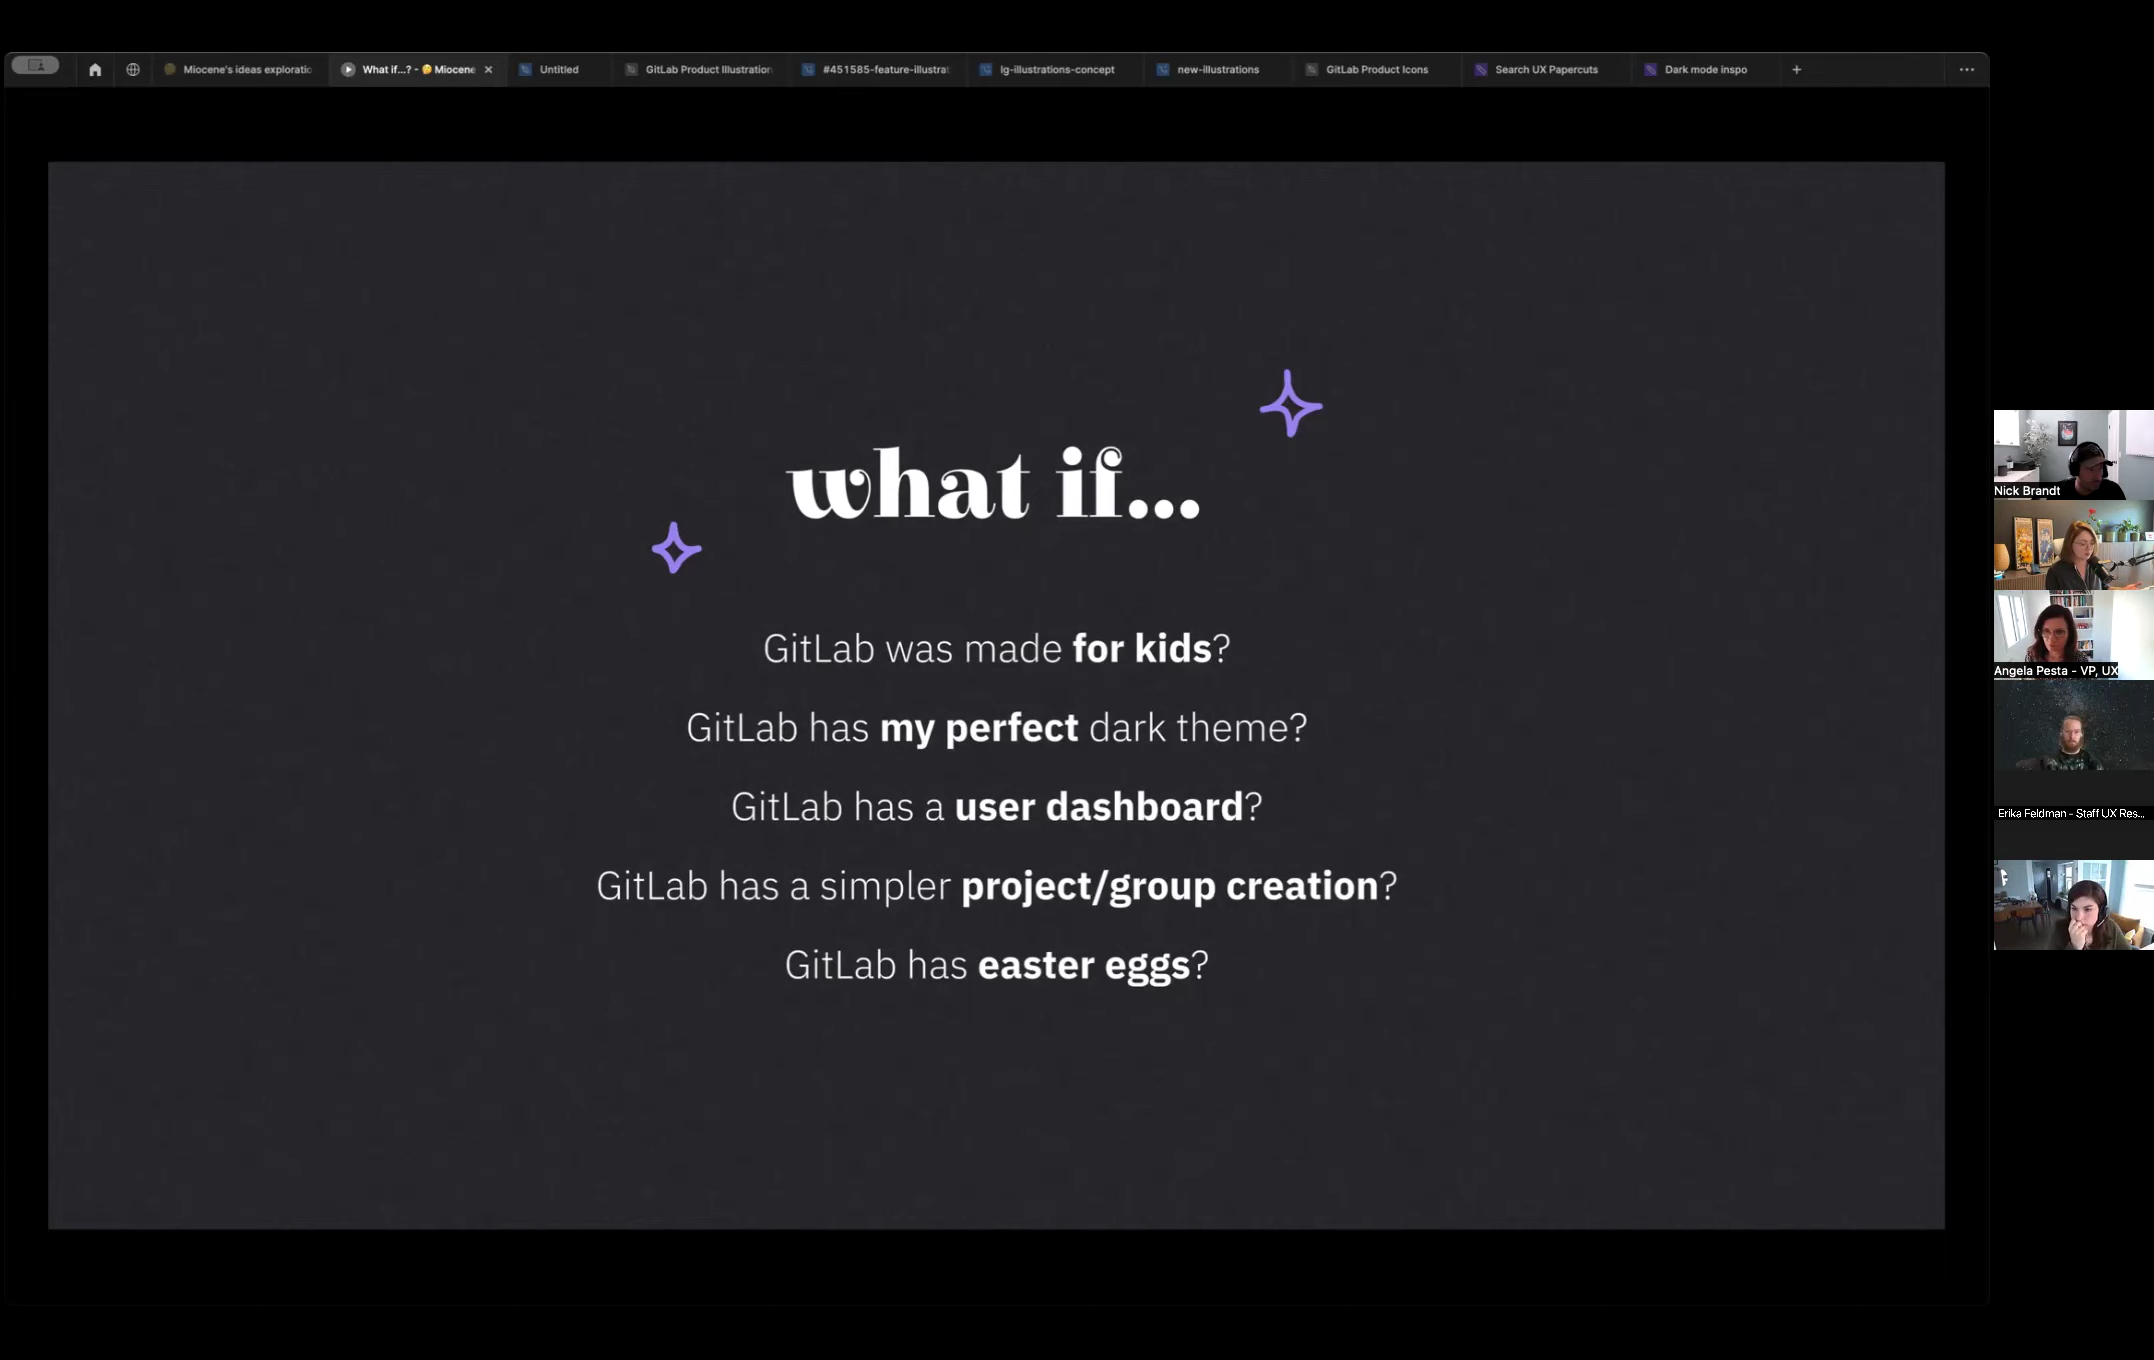 Miocene's ideas exploratio
What if...? - 🤔 Miocene
Untitled
GitLab Product Illustration
#451585-feature-illustrat
lg-illustrations-concept
new-illustrations
GitLab Product Icons
Search UX Papercuts
Dark mode inspo
what if...
GitLab was made for kids?
GitLab has my perfect dark theme?
GitLab has a user dashboard?
GitLab has a simpler project/group creation?
GitLab has easter eggs?
Nick Brandt
Angela Pesta - VP, UX
Erika Feldman - Staff UX Res...